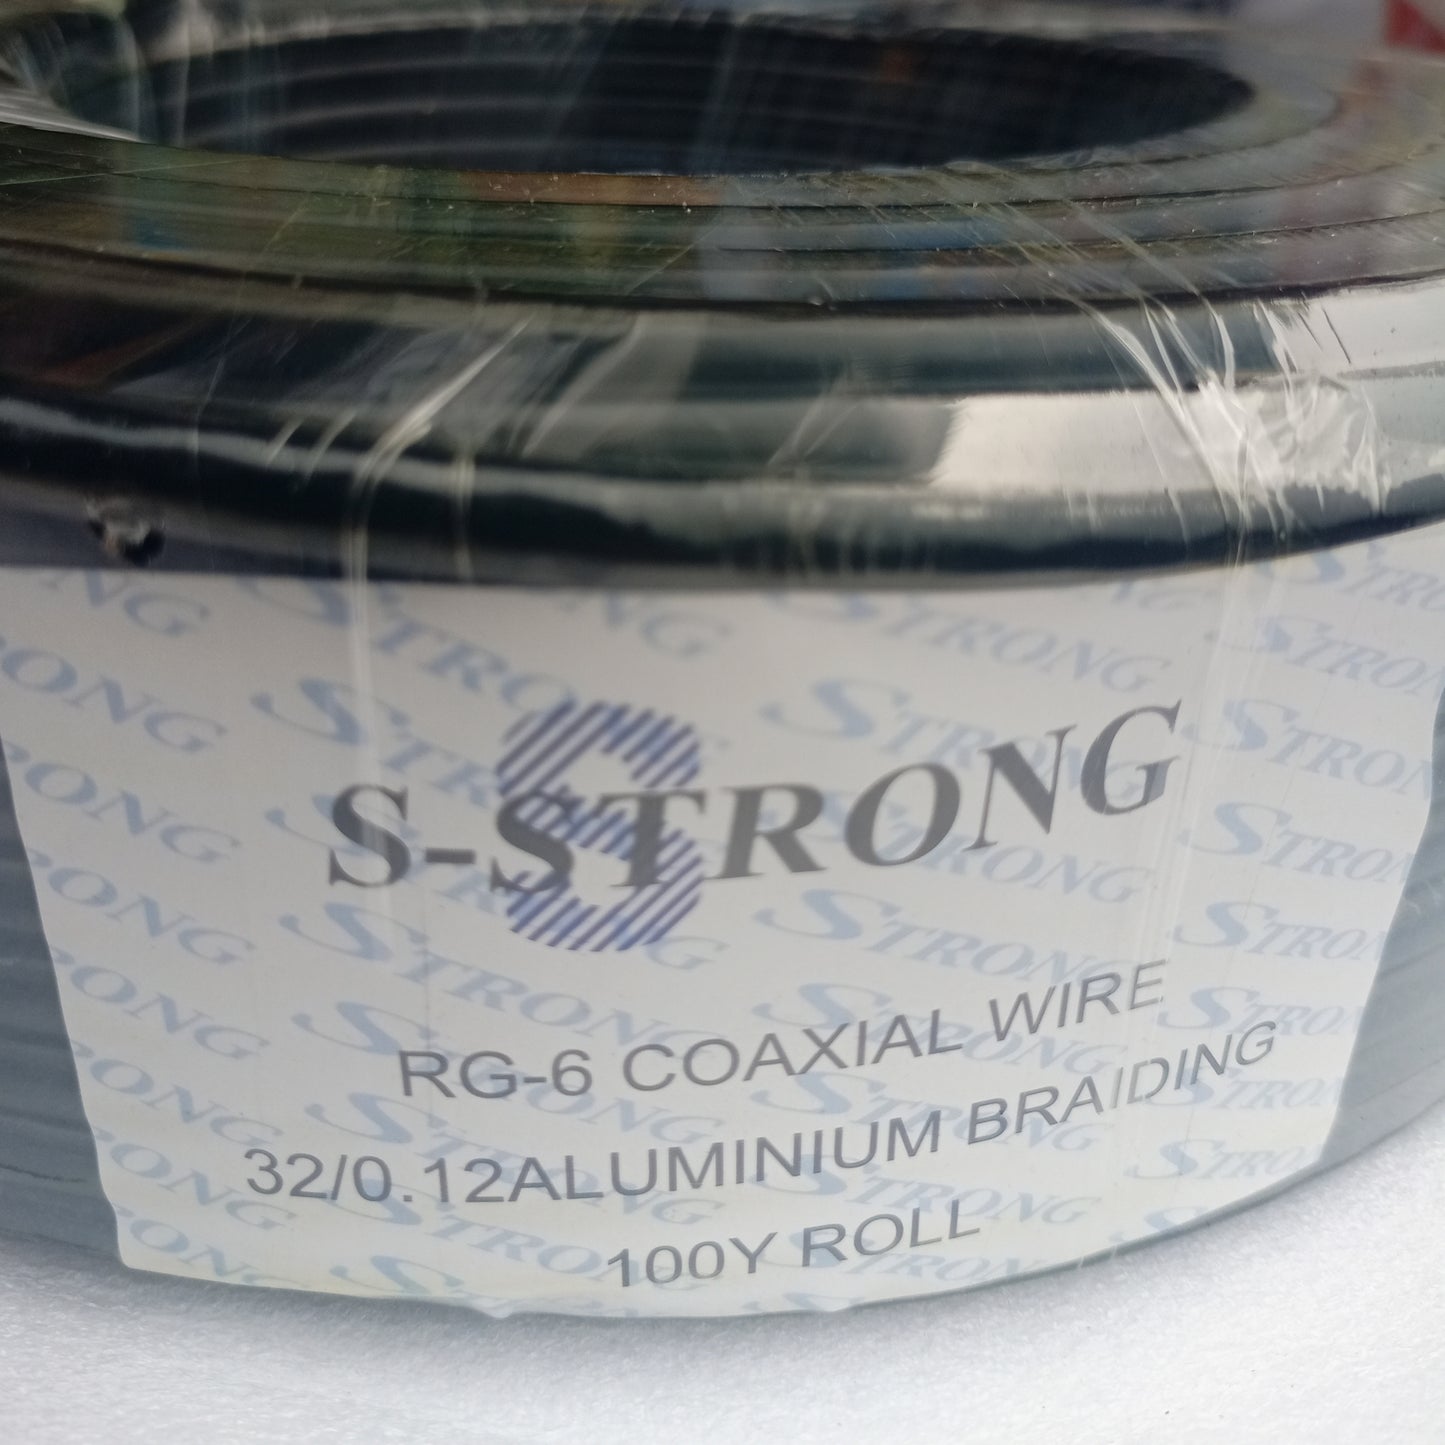 S-STRONG
RG-6 COAXIAL WIRE
32/0.12ALUMINIUM BRAIDING
100Y ROLL